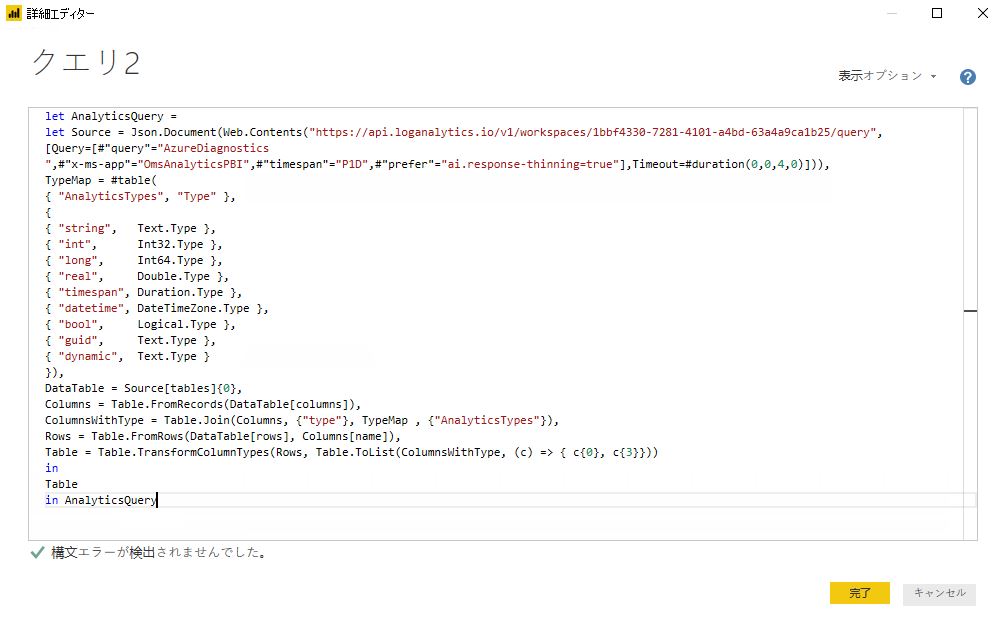 詳細エディター
クエリ2
表示オプション
?
let AnalyticsQuery =
let Source = Json.Document(Web.Contents("https://api.loganalytics.io/v1/workspaces/1bbf4330-7281-4101-a4bd-63a4a9ca1b25/query",
[Query=[#"query"="AzureDiagnostics
",#"x-ms-app"="OmsAnalyticsPBI",#"timespan"="P1D",#"prefer"="ai.response-thinning=true"],Timeout=#duration(0,0,4,0)])),
TypeMap = #table(
{ "AnalyticsTypes", "Type" },
{
{ "string",   Text.Type },
{ "int",      Int32.Type },
{ "long",     Int64.Type },
{ "real",     Double.Type },
{ "timespan", Duration.Type },
{ "datetime", DateTimeZone.Type },
{ "bool",     Logical.Type },
{ "guid",     Text.Type },
{ "dynamic",  Text.Type }
}),
DataTable = Source[tables]{0},
Columns = Table.FromRecords(DataTable[columns]),
ColumnsWithType = Table.Join(Columns, {"type"}, TypeMap , {"AnalyticsTypes"}),
Rows = Table.FromRows(DataTable[rows], Columns[name]),
Table = Table.TransformColumnTypes(Rows, Table.ToList(ColumnsWithType, (c) => { c{0}, c{3}}))
in
Table
in AnalyticsQuery
構文エラーが検出されませんでした。
完了
キャンセル